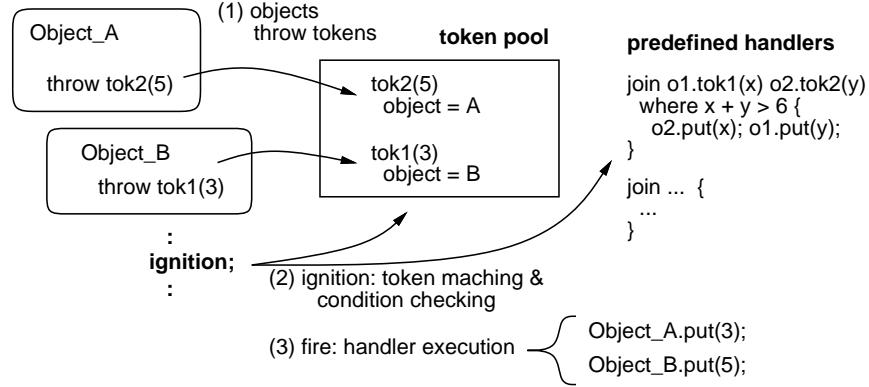 (1) objects
throw tokens
Object_A
throw tok2(5)
token pool
tok2(5)
object = A
tok1(3)
object = B
predefined handlers
join o1.tok1(x) o2.tok2(y)
where x + y > 6 {
o2.put(x); o1.put(y);
}
join ... {
...
}
Object_B
throw tok1(3)
:
ignition;
:
(2) ignition: token maching &
condition checking
(3) fire: handler execution
Object_A.put(3);
Object_B.put(5);